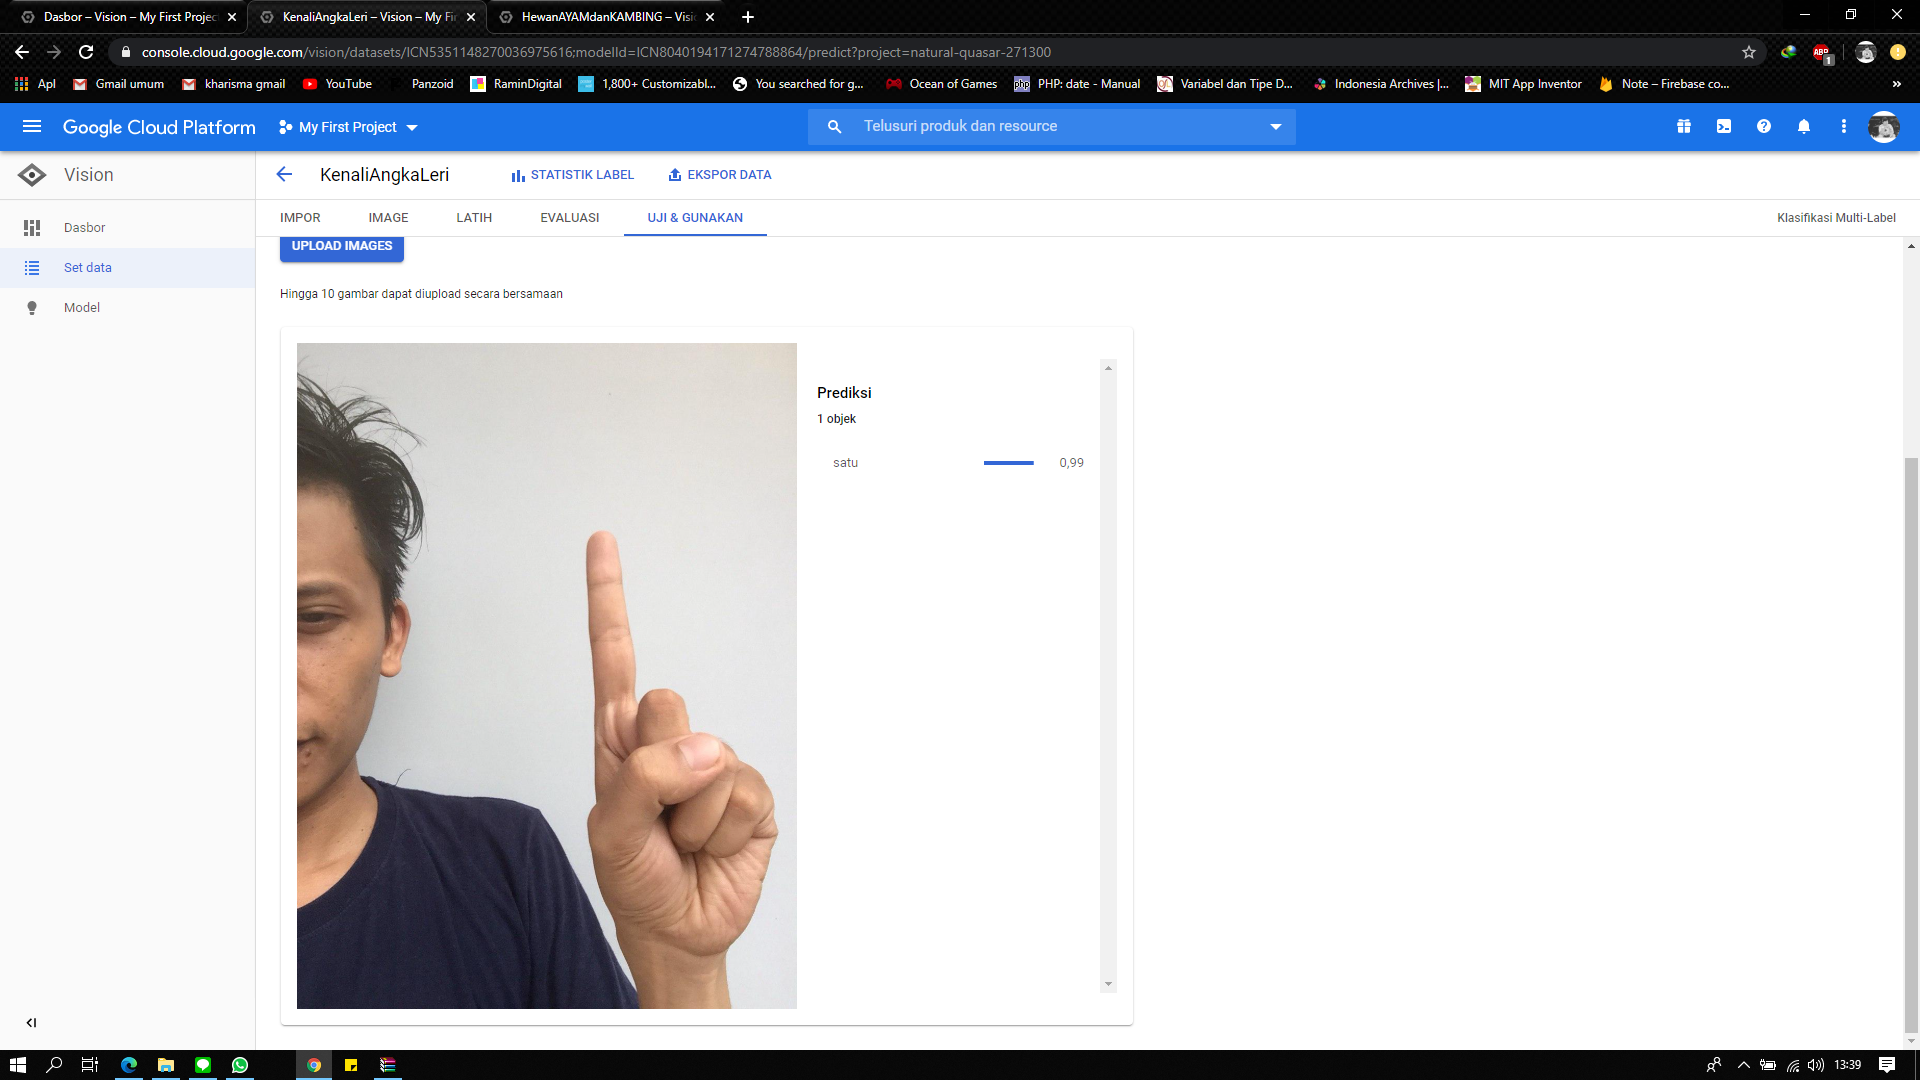 Dasbor – Vision – My First Projec
KenaliAngkaLeri – Vision – My Fi
HewanAYAMdanKAMBING – Visi
console.cloud.google.com/vision/datasets/ICN5351148270036975616;modelId=ICN8040194171274788864/predict?project=natural-quasar-271300
ABP
1
Apl
Gmail umum
kharisma gmail
YouTube
Panzoid
RaminDigital
1,800+ Customizabl...
You searched for g...
Ocean of Games
php
PHP: date - Manual
Variabel dan Tipe D...
Indonesia Archives |...
MIT App Inventor
Note – Firebase co...
»
Google Cloud Platform
My First Project
Telusuri produk dan resource
Vision
KenaliAngkaLeri
STATISTIK LABEL
EKSPOR DATA
Dasbor
Set data
Model
IMPOR
IMAGE
LATIH
EVALUASI
UJI & GUNAKAN
Klasifikasi Multi-Label
UPLOAD IMAGES
Hingga 10 gambar dapat diupload secara bersamaan
Prediksi
1 objek
satu 0,99
13:39